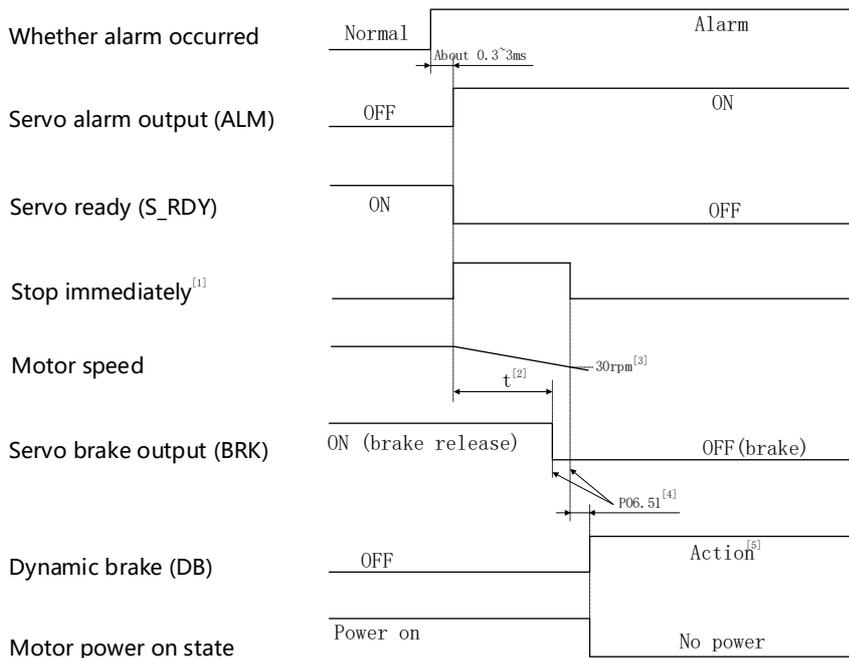 Whether alarm occurred
Normal
Alarm
About 0.3~3ms
Servo alarm output (ALM)
OFF
ON
Servo ready (S_RDY)
ON
OFF
Stop immediately[1]
Motor speed
30rpm[3]
t[2]
Servo brake output (BRK)
ON (brake release)
OFF(brake)
P06.51[4]
Dynamic brake (DB)
OFF
Action[5]
Motor power on state
Power on
No power